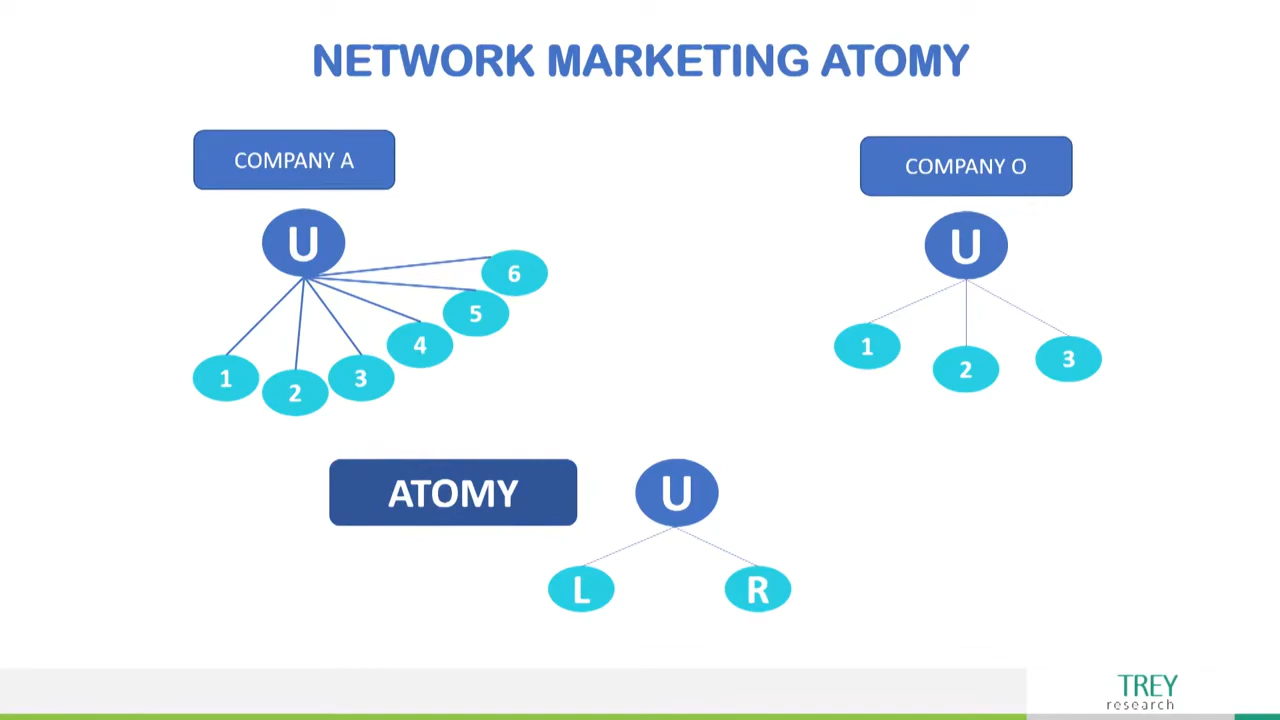 NETWORK MARKETING ATOMY
COMPANY A
U
1
2
3
4
5
6
COMPANY O
U
1
2
3
ATOMY
U
L
R
TREY
research